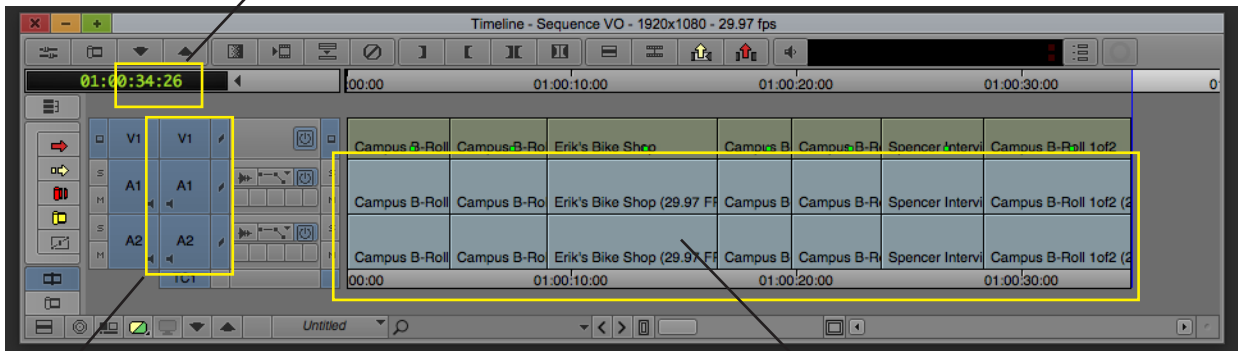 Timeline - Sequence VO - 1920x1080 - 29.97 fps
01:00:34:26
00:00 01:00:10:00 01:00:20:00 01:00:30:00 0
V1 V1 Campus B-Roll Campus B-Ro Erik's Bike Shop Campus B Campus B-R Spencer Intervi Campus B-Roll 1of2
S M A1 A1 Campus B-Roll Campus B-Ro Erik's Bike Shop (29.97 FF Campus B Campus B-R Spencer Intervi Campus B-Roll 1of2 (2
S M A2 A2 Campus B-Roll Campus B-Ro Erik's Bike Shop (29.97 FF Campus B Campus B-R Spencer Intervi Campus B-Roll 1of2 (2
TC1 00:00 01:00:10:00 01:00:20:00 01:00:30:00
Untitled